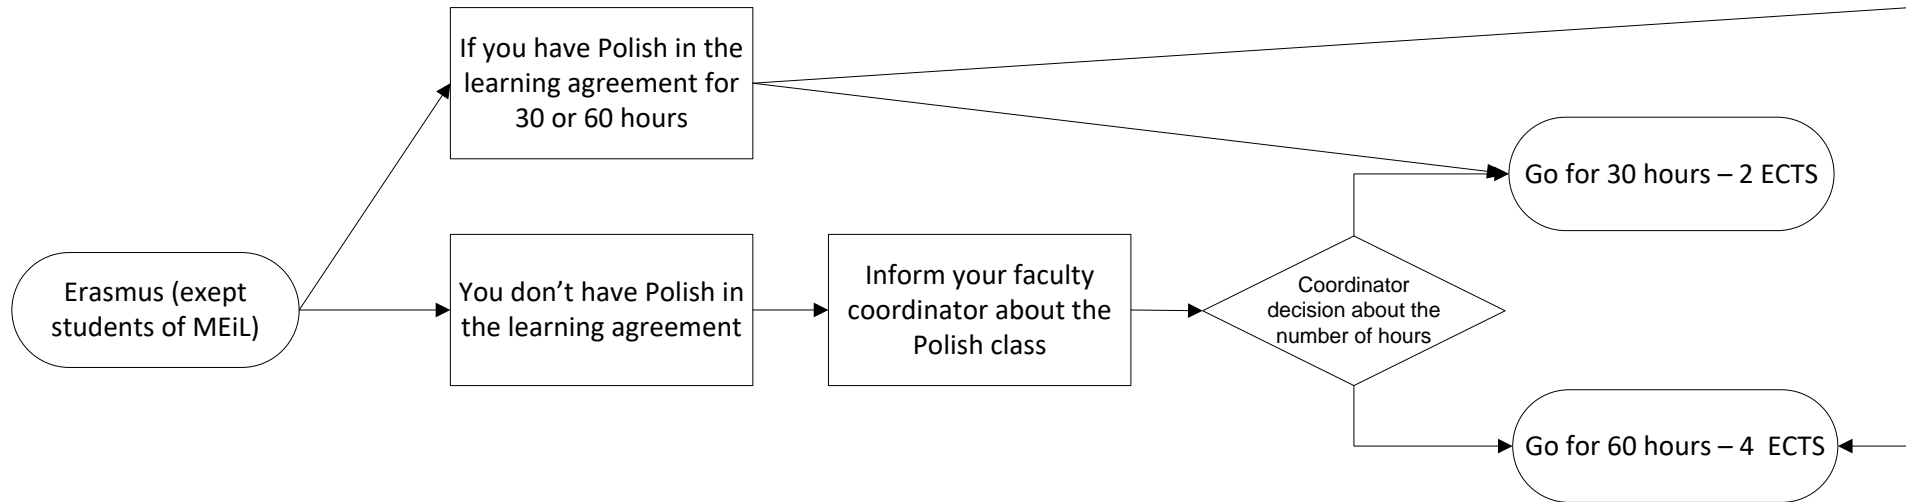 If you have Polish in the
learning agreement for
30 or 60 hours
Go for 30 hours – 2 ECTS
Erasmus (exept
students of MEiL)
You don’t have Polish in
the learning agreement
Inform your faculty
coordinator about the
Polish class
Coordinator
decision about the
number of hours
Go for 60 hours – 4  ECTS